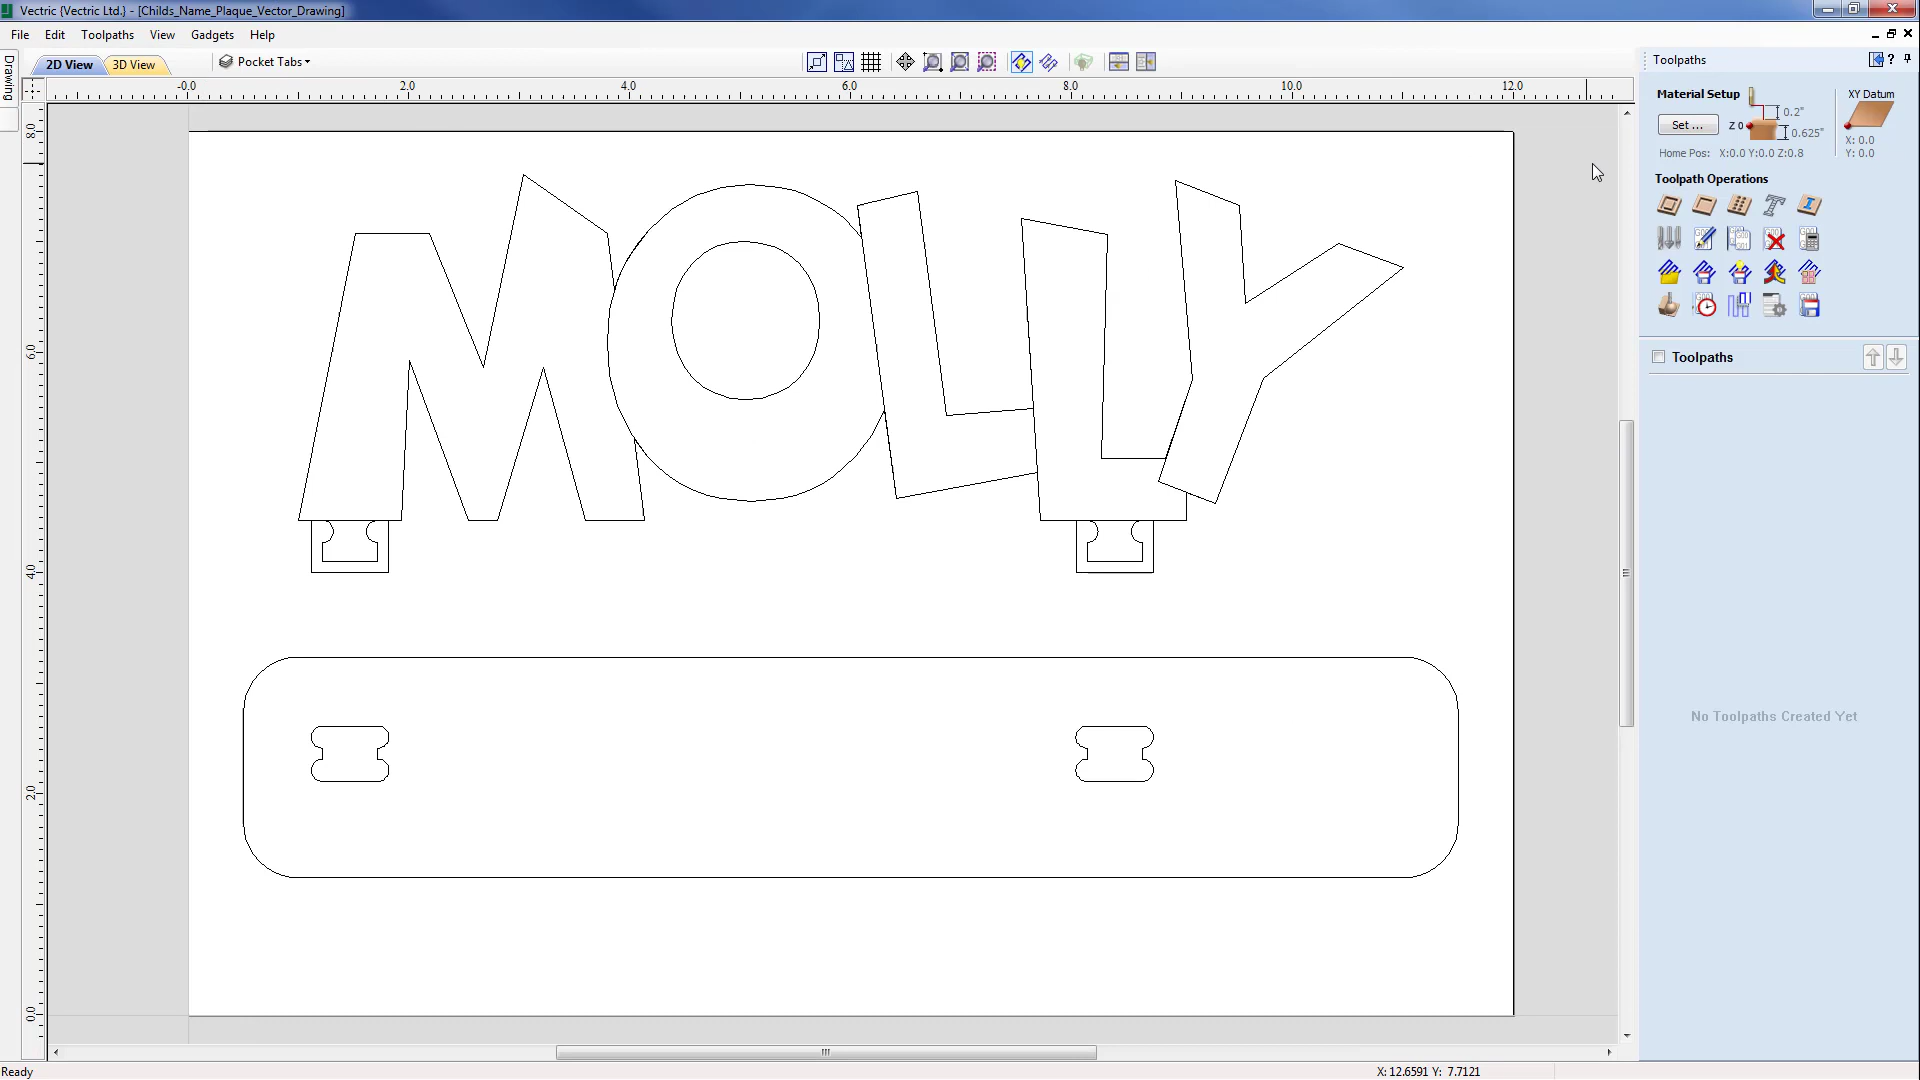 Vectric {Vectric Ltd.} - [Childs_Name_Plaque_Vector_Drawing]
File Edit Toolpaths View Gadgets Help
Drawing
2D View 3D View Pocket Tabs
-0.0 2.0 4.0 6.0 8.0 10.0 12.0
8.0
6.0
4.0
2.0
0.0
MOLLY
Toolpaths
Material Setup
XY Datum
Set ...
Z 0
0.2"
0.625"
X: 0.0
Y: 0.0
Home Pos: X:0.0 Y:0.0 Z:0.8
Toolpath Operations
Toolpaths
No Toolpaths Created Yet
Ready
X: 12.6591 Y: 7.7121